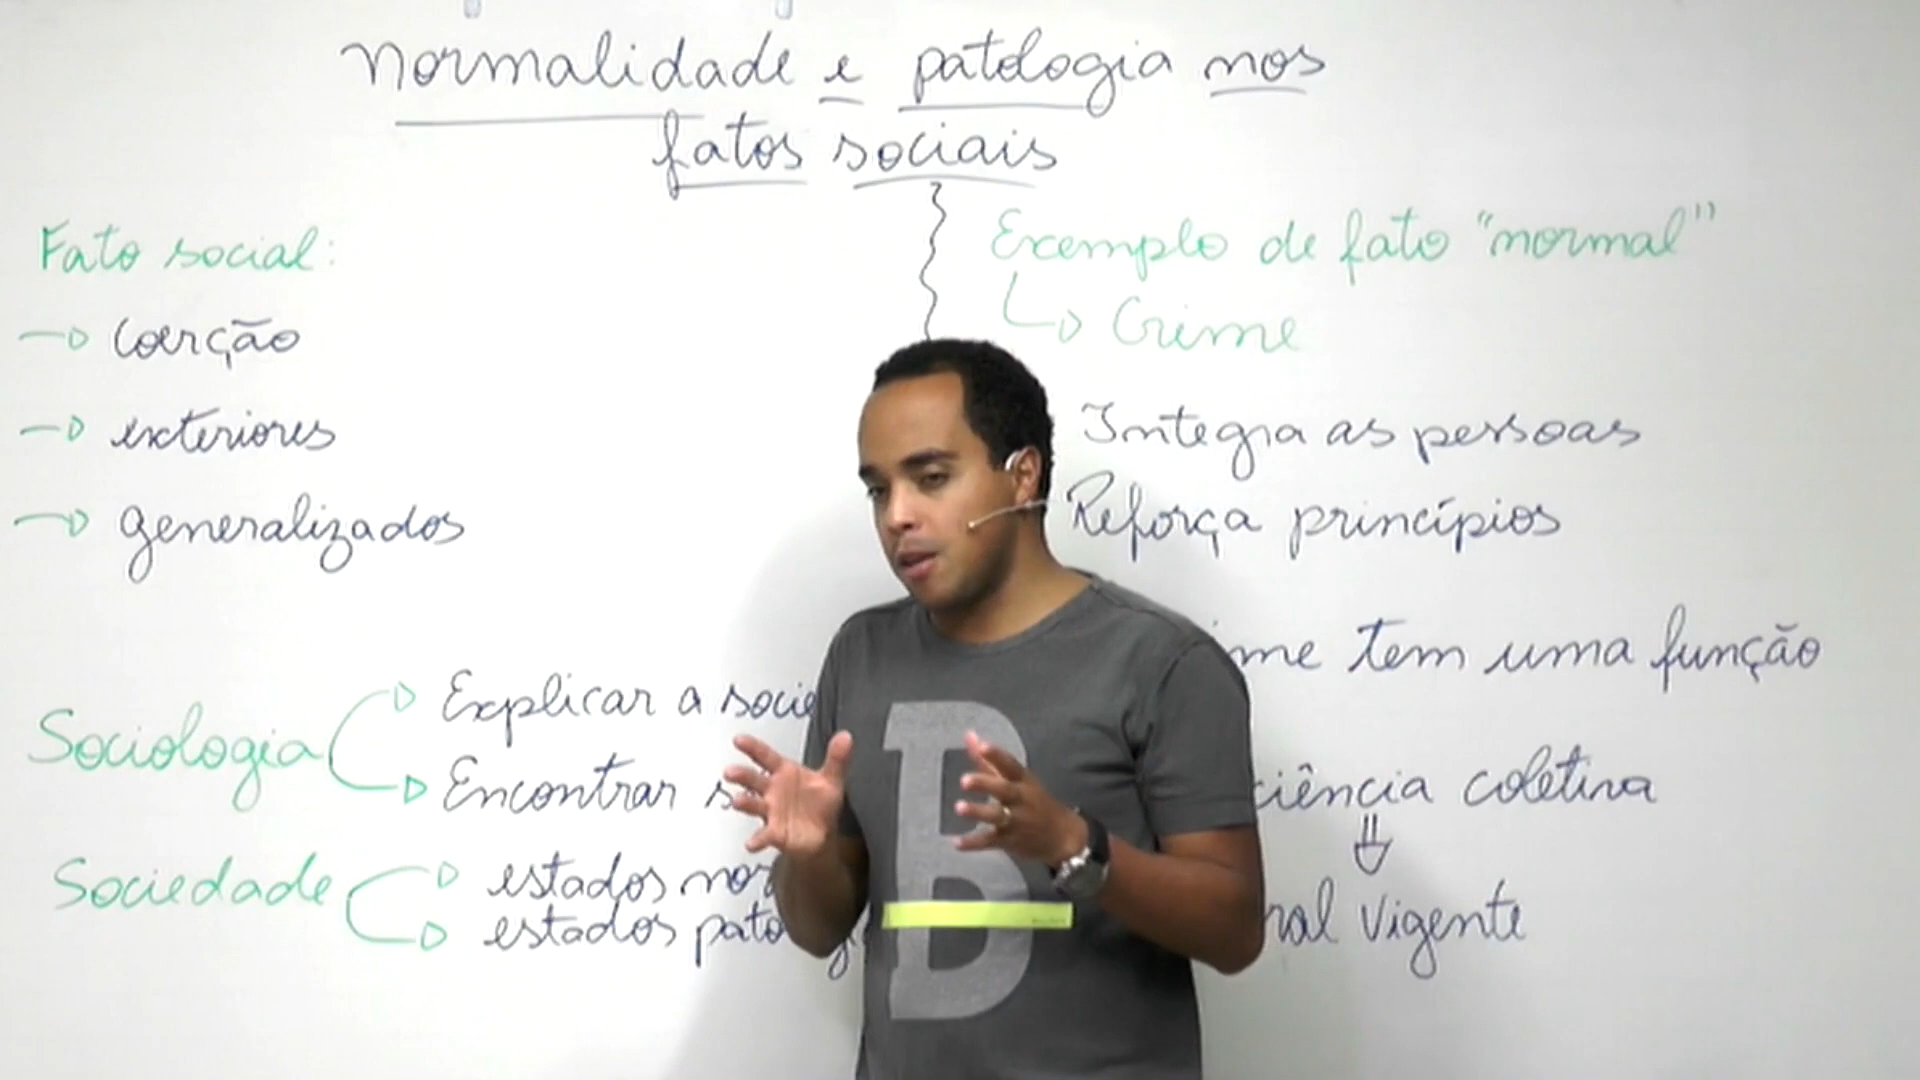 Normalidade e patologia nos
fatos sociais
Fato social:
coerção
exteriores
generalizados
Sociologia
Explicar a
Encontrar
Sociedade
estados
estados
Exemplo de fato "normal"
Crime
Integra as pessoas
Reforça princípios
tem uma função
coletiva
vigente
B